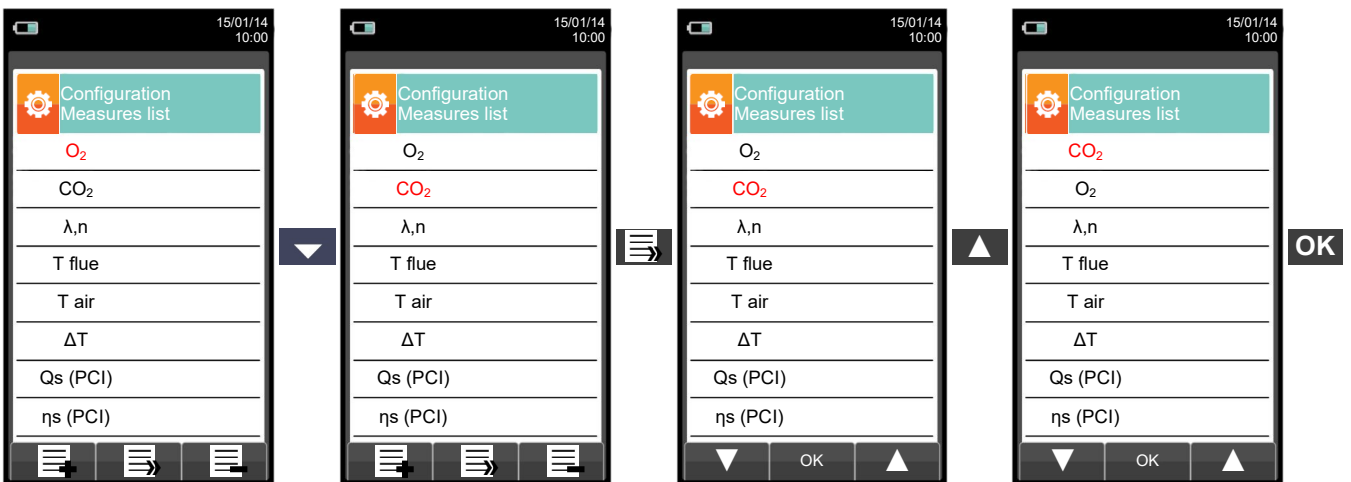 15/01/14
10:00
Configuration
Measures list
O₂
CO₂
λ,n
T flue
T air
ΔT
Qs (PCI)
ηs (PCI)
15/01/14
10:00
Configuration
Measures list
O₂
CO₂
λ,n
T flue
T air
ΔT
Qs (PCI)
ηs (PCI)
15/01/14
10:00
Configuration
Measures list
O₂
CO₂
λ,n
T flue
T air
ΔT
Qs (PCI)
ηs (PCI)
OK
15/01/14
10:00
Configuration
Measures list
CO₂
O₂
λ,n
T flue
T air
ΔT
Qs (PCI)
ηs (PCI)
OK
OK